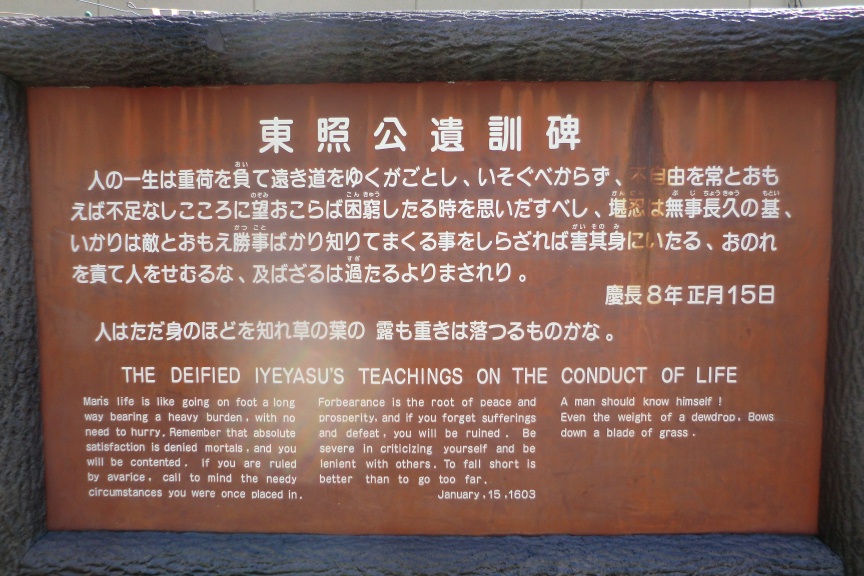 東照公遺訓碑
人の一生は重荷を負て遠き道をゆくがごとし、いそぐべからず、不自由を常とおも
えば不足なしこころに望おこらば困窮したる時を思いだすべし、堪忍は無事長久の基、
いかりは敵とおもえ勝事ばかり知りてまくる事をしらざれば害其身にいたる、おのれ
を責て人をせむるな、及ばざるは過たるよりまされり。
慶長8年正月15日
人はただ身のほどを知れ草の葉の 露も重きは落つるものかな。
THE DEIFIED IYEYASU'S TEACHINGS ON THE CONDUCT OF LIFE
Man's life is like going on foot a long
way bearing a heavy burden, with no
need to hurry. Remember that absolute
satisfaction is denied mortals, and you
will be contented. If you are ruled
by avarice, call to mind the needy
circumstances you were once placed in.
Forbearance is the root of peace and
prosperity, and if you forget sufferings
and defeat, you will be ruined. Be
severe in criticizing yourself and be
lenient with others. To fall short is
better than to go too far.
January, 15, 1603
A man should know himself !
Even the weight of a dewdrop, Bows
down a blade of grass.